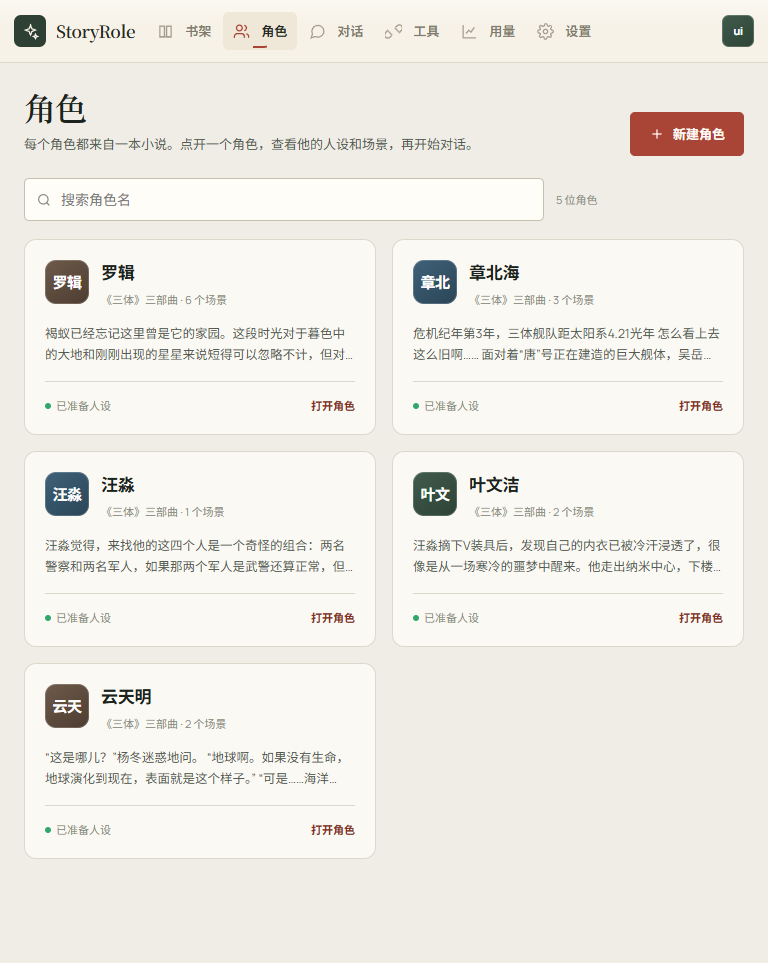 StoryRole 书架 角色 对话 工具 用量 设置 ui
角色
每个角色都来自一本小说。点开一个角色，查看他的人设和场景，再开始对话。
新建角色
搜索角色名
5 位角色
罗辑
罗辑
《三体》三部曲 · 6 个场景
褐蚁已经忘记这里曾是它的家园。这段时光对于暮色中
的大地和刚刚出现的星星来说短得可以忽略不计，但对…
已准备人设 打开角色
章北
章北海
《三体》三部曲 · 3 个场景
危机纪年第3年，三体舰队距太阳系4.21光年 怎么看上去
这么旧啊…… 面对着“唐”号正在建造的巨大舰体，吴岳…
已准备人设 打开角色
汪淼
汪淼
《三体》三部曲 · 1 个场景
汪淼觉得，来找他的这四个人是一个奇怪的组合：两名
警察和两名军人，如果那两个军人是武警还算正常，但…
已准备人设 打开角色
叶文
叶文洁
《三体》三部曲 · 2 个场景
汪淼摘下V装具后，发现自己的内衣已被冷汗浸透了，很
像是从一场寒冷的噩梦中醒来。他走出纳米中心，下楼…
已准备人设 打开角色
云天
云天明
《三体》三部曲 · 2 个场景
“这是哪儿？”杨冬迷惑地问。 “地球啊。如果没有生命，
地球演化到现在，表面就是这个样子。” “可是……海洋…
已准备人设 打开角色